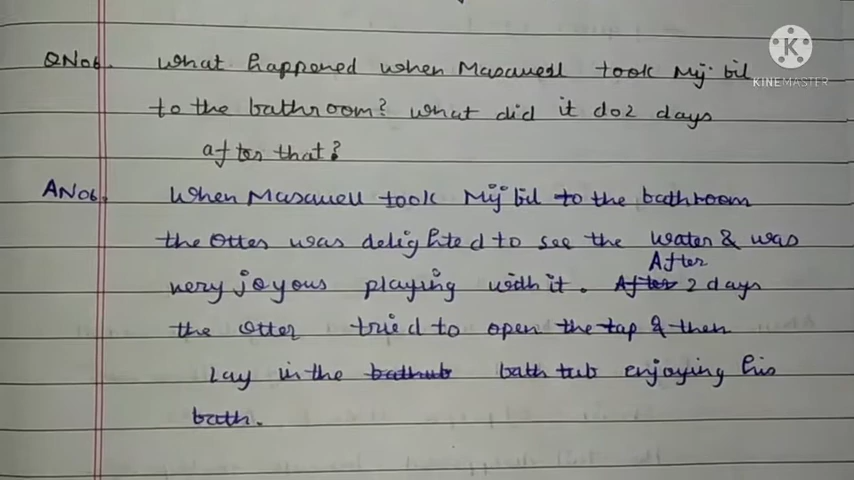 K
KINEMASTER
QN06. What happened when Maxwell took Mij bil
to the bathroom? What did it do 2 days
after that?
AN06. When Maxwell took Mij bil to the bathroom
the otter was delighted to see the water & was
After
very joyous playing with it. After 2 days
the otter tried to open the tap & then
Lay in the bathub bath tub enjoying his
bath.